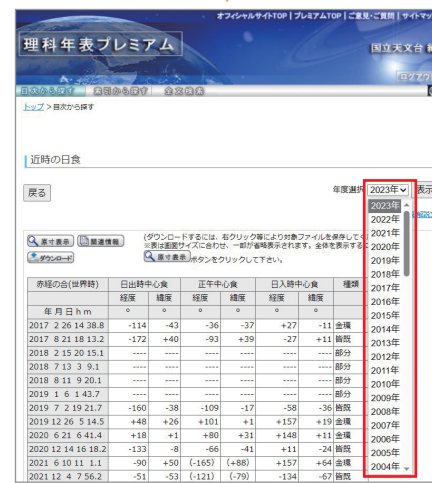 オフィシャルサイトTOP | プレミアムTOP | ご意見・ご質問 | サイトマッ
理科年表プレミアム
国立天文台 編
ログアウ
目次から探す 索引から探す 全文検索
トップ > 目次から探す
近時の日食
戻る
年度選択 2023年 表示
2023年
2022年
2021年
2020年
2019年
2018年
2017年
2016年
2015年
2014年
2013年
2012年
2011年
2010年
2009年
2008年
2007年
2006年
2005年
2004年
原寸表示 関連情報
ダウンロード
(ダウンロードするには、右クリック等により対象ファイルを保存してく
※表は画面サイズに合わせ、一部が省略表示されます。全体を表示するに
原寸表示 ボタンをクリックして下さい。
赤経の合(世界時) 日出時中心食 正午中心食 日入時中心食 種類
経度 緯度 経度 緯度 経度 緯度
年 月 日 h m ° ° ° ° ° °
2017 2 26 14 38.8 -114 -43 -36 -37 +27 -11 金環
2017 8 21 18 13.2 -172 +40 -93 +39 -27 +11 皆既
2018 2 15 20 15.1 ---- ---- ---- ---- ---- ---- 部分
2018 7 13 3 9.1 ---- ---- ---- ---- ---- ---- 部分
2018 8 11 9 20.1 ---- ---- ---- ---- ---- ---- 部分
2019 1 6 1 43.7 ---- ---- ---- ---- ---- ---- 部分
2019 7 2 19 21.7 -160 -38 -109 -17 -58 -36 皆既
2019 12 26 5 14.5 +48 +26 +101 +1 +157 +19 金環
2020 6 21 6 41.4 +18 +1 +80 +31 +148 +11 金環
2020 12 14 16 18.2 -133 -8 -66 -41 +11 -24 皆既
2021 6 10 11 1.1 -90 +50 (-165) (+88) +157 +64 金環
2021 12 4 7 56.2 -51 -53 (-121) (-79) -134 -67 皆既